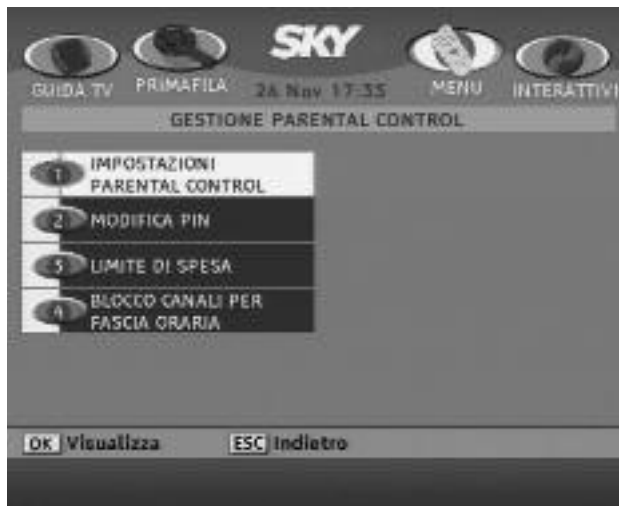 SKY
GUIDA TV PRIMAFILA 26 Nov 17:35 MENU INTERATTIVI
GESTIONE PARENTAL CONTROL
1 IMPOSTAZIONI
PARENTAL CONTROL
2 MODIFICA PIN
3 LIMITE DI SPESA
4 BLOCCO CANALI PER
FASCIA ORARIA
OK Visualizza ESC Indietro